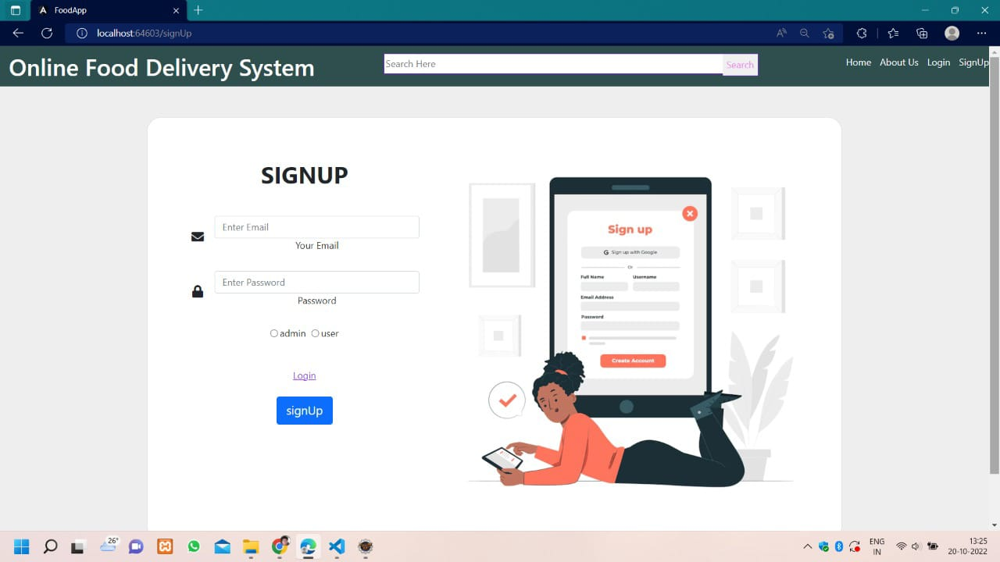 FoodApp
localhost:64603/signUp
Online Food Delivery System
Search Here
Search
Home About Us Login SignUp
SIGNUP
Enter Email
Your Email
Enter Password
Password
admin user
Login
signUp
Sign up
G Sign up with Google
Or
Full Name Username
Email Address
Password
Create Account
26°
ENG
IN
13:25
20-10-2022